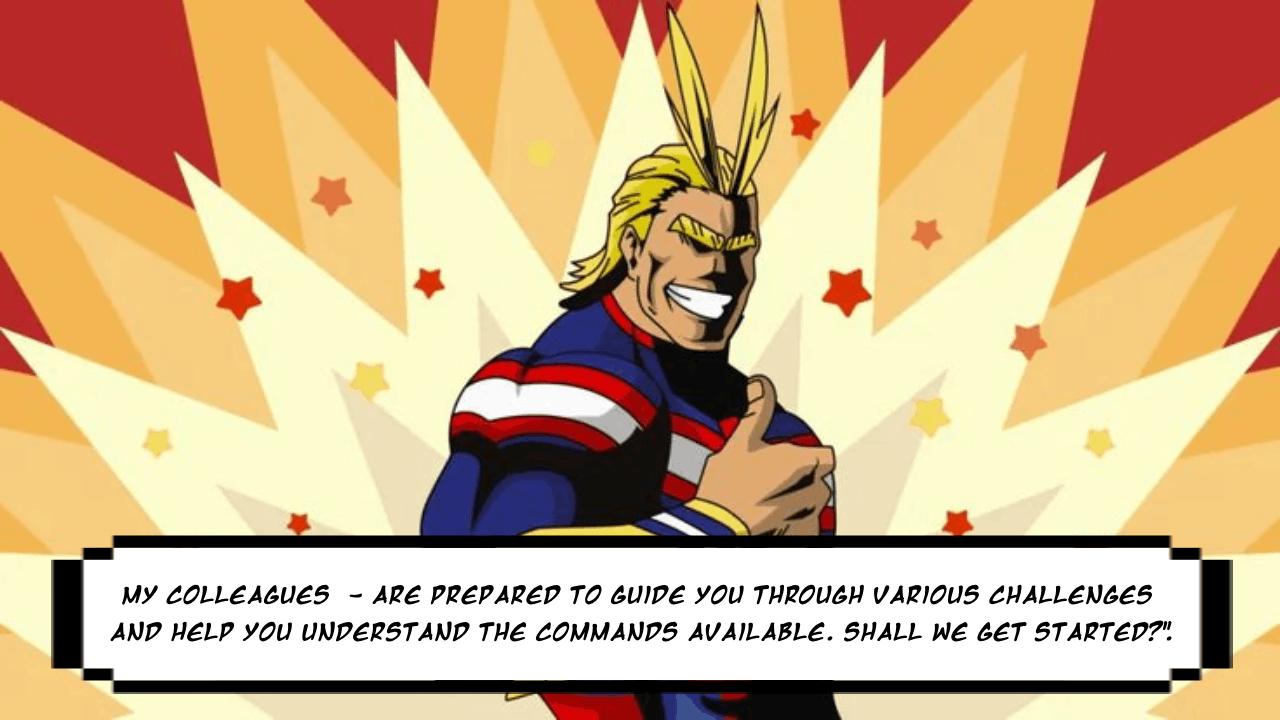 MY COLLEAGUES - ARE PREPARED TO GUIDE YOU THROUGH VARIOUS CHALLENGES
AND HELP YOU UNDERSTAND THE COMMANDS AVAILABLE. SHALL WE GET STARTED?".